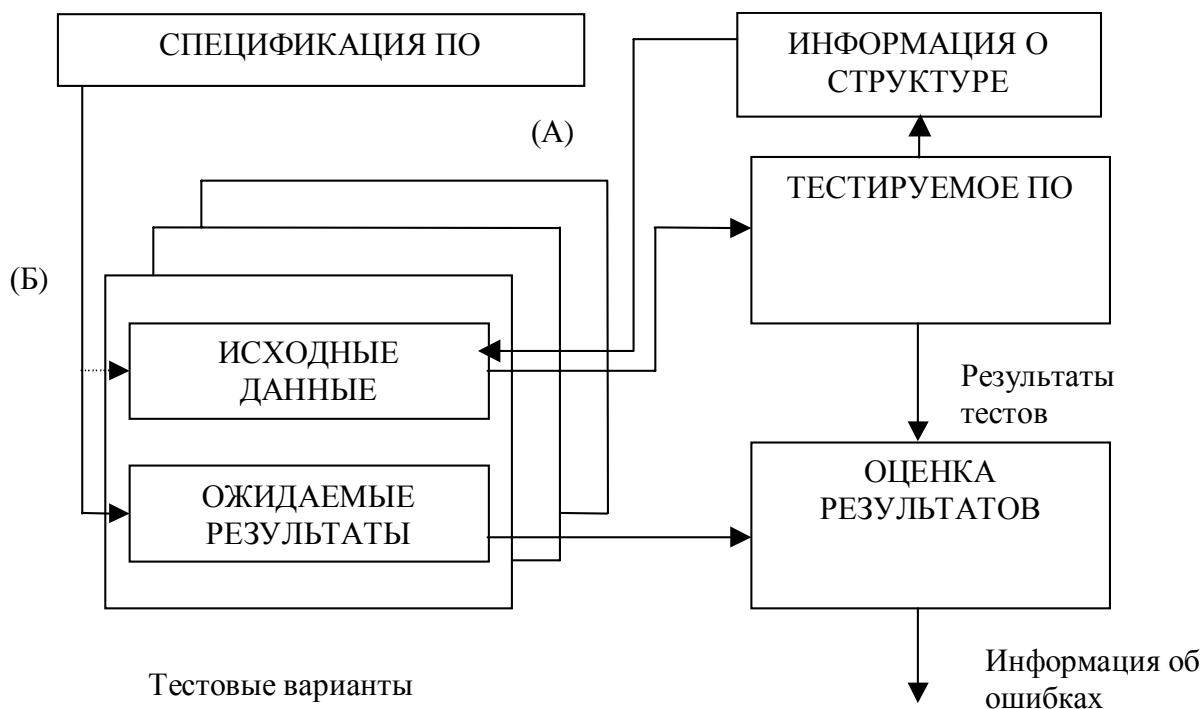 СПЕЦИФИКАЦИЯ ПО
ИНФОРМАЦИЯ О
СТРУКТУРЕ
(А)
ТЕСТИРУЕМОЕ ПО
(Б)
ИСХОДНЫЕ
ДАННЫЕ
Результаты
тестов
ОЖИДАЕМЫЕ
РЕЗУЛЬТАТЫ
ОЦЕНКА
РЕЗУЛЬТАТОВ
Тестовые варианты
Информация об
ошибках